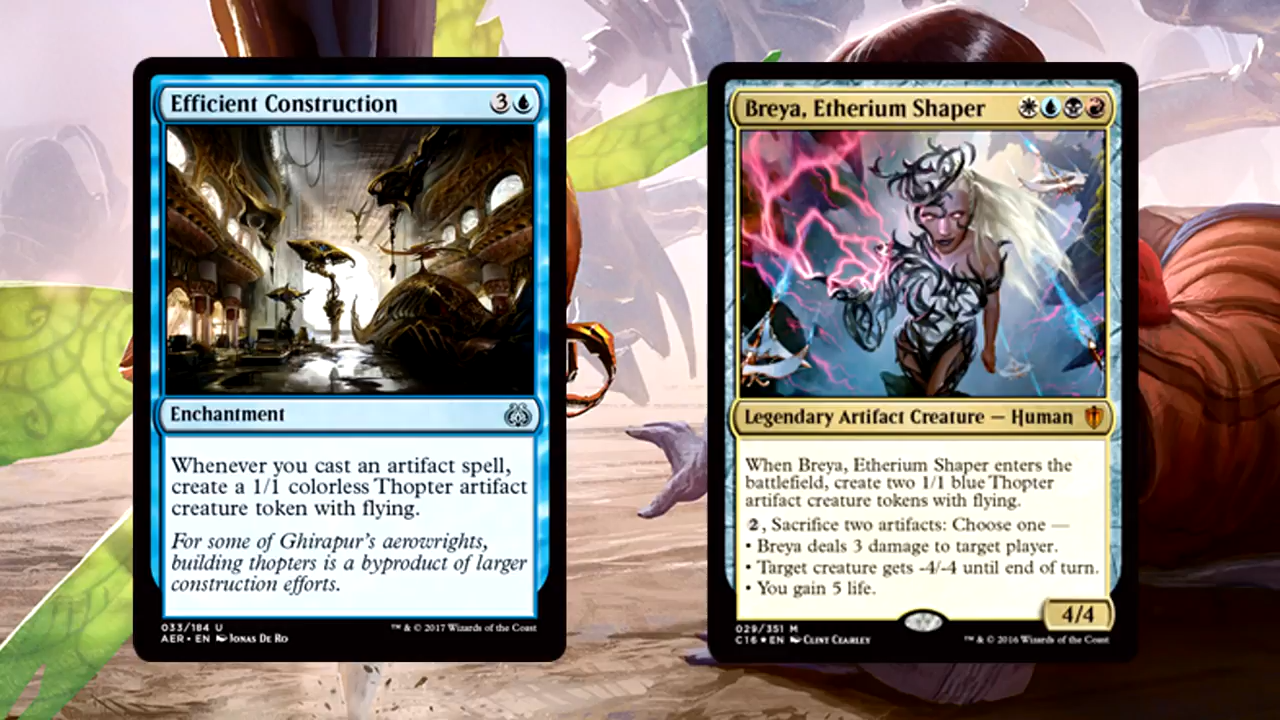 Efficient Construction 3
Enchantment
Whenever you cast an artifact spell,
create a 1/1 colorless Thopter artifact
creature token with flying.
For some of Ghirapur's aerowrights,
building thopters is a byproduct of larger
construction efforts.
033/184 U
AER • EN Jonas De Ro
™ & © 2017 Wizards of the Coast
Breya, Etherium Shaper
Legendary Artifact Creature — Human
When Breya, Etherium Shaper enters the
battlefield, create two 1/1 blue Thopter
artifact creature tokens with flying.
2, Sacrifice two artifacts: Choose one —
• Breya deals 3 damage to target player.
• Target creature gets -4/-4 until end of turn.
• You gain 5 life.
4/4
029/351 M
C16 ★ EN Clint Cearley
™ & © 2016 Wizards of the Coast